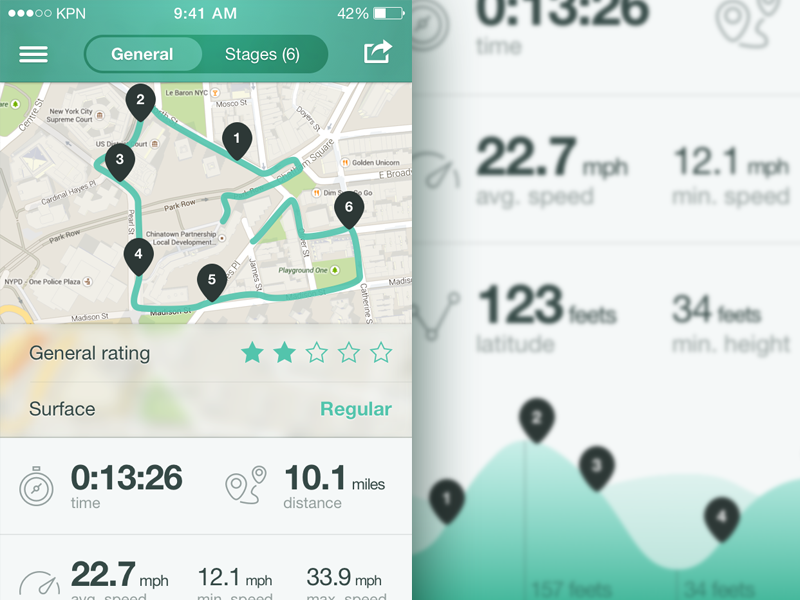 KPN 9:41 AM 42%
General Stages (6)
Le Baron NYC
Mosco St
Centre St
New York City
Supreme Court
2
1
Doyers St
3
Golden Unicorn
E Broad
Cardinal Hayes Pl
Park Row
Park Row
6
Chinatown Partnership
Local Development...
Pearl St
4
5
NYPD - One Police Plaza
Playground One
James St
Catherine S
Madison St
Madison St
General rating
Surface Regular
0:13:26
time
10.1 miles
distance
22.7 mph
avg. speed
12.1 mph
min. speed
33.9 mph
max. speed
0:13:26
time
22.7 mph
avg. speed
12.1 mph
min. speed
123 feets
latitude
34 feets
min. height
1
2
3
4
157 feets
34 feets